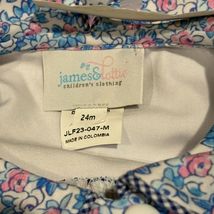 james&lottie
children's clothing
24m
JLF23-047-M
MADE IN COLOMBIA